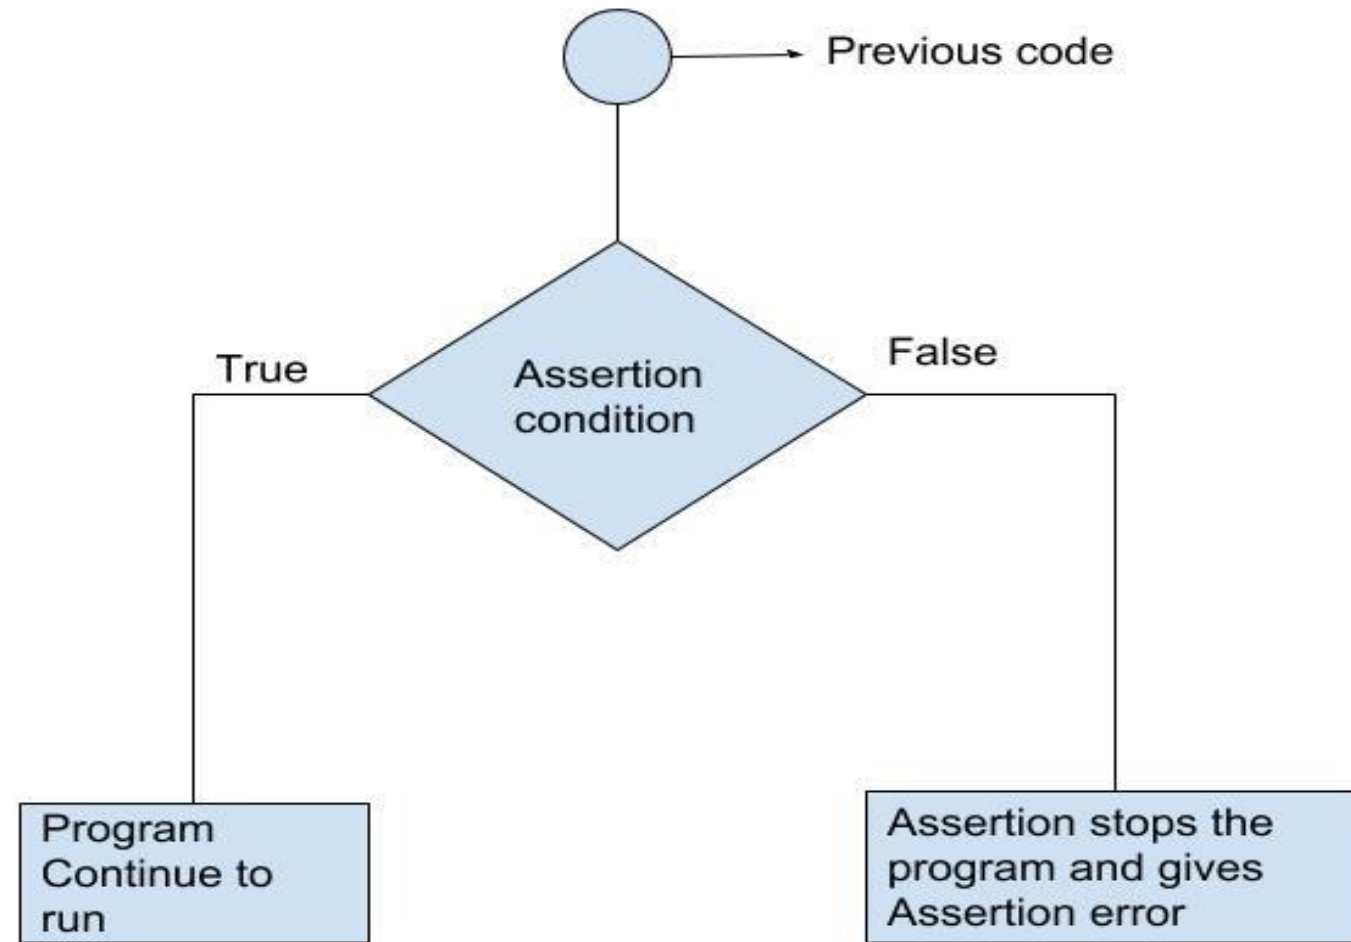 Previous code
True
False
Assertion
condition
Program
Continue to
run
Assertion stops the
program and gives
Assertion error